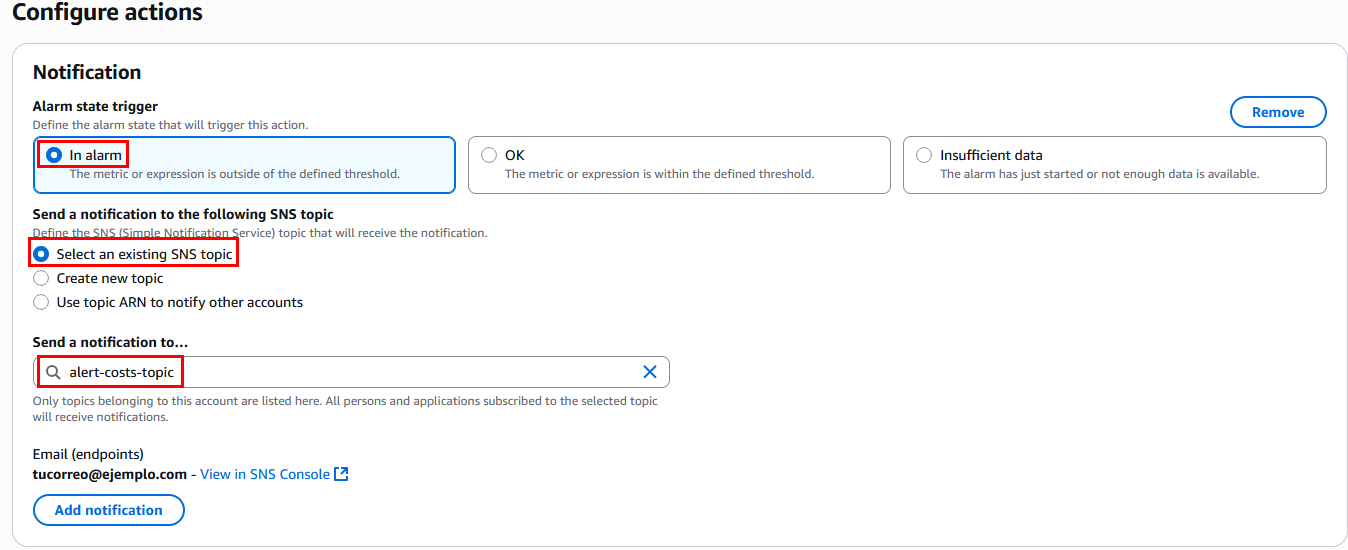 Configure actions
Notification
Alarm state trigger
Remove
Define the alarm state that will trigger this action.
In alarm
The metric or expression is outside of the defined threshold.
OK
The metric or expression is within the defined threshold.
Insufficient data
The alarm has just started or not enough data is available.
Send a notification to the following SNS topic
Define the SNS (Simple Notification Service) topic that will receive the notification.
Select an existing SNS topic
Create new topic
Use topic ARN to notify other accounts
Send a notification to…
alert-costs-topic
Only topics belonging to this account are listed here. All persons and applications subscribed to the selected topic
will receive notifications.
Email (endpoints)
tucorreo@ejemplo.com - View in SNS Console
Add notification